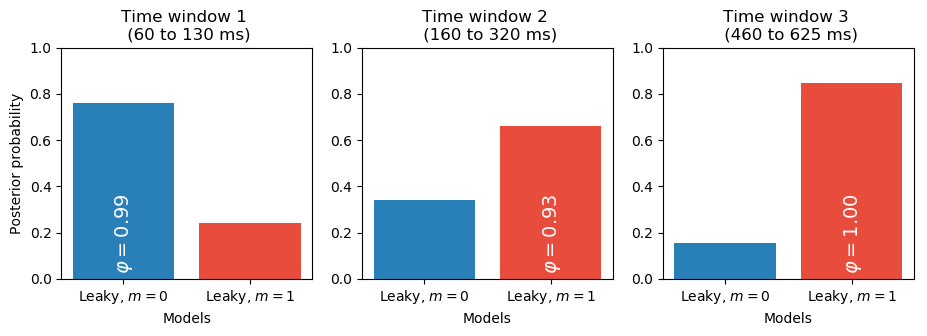 Time window 1
(60 to 130 ms)
Posterior probability
1.0
0.8
0.6
0.4
0.2
0.0
φ = 0.99
Leaky, m = 0
Leaky, m = 1
Models
Time window 2
(160 to 320 ms)
1.0
0.8
0.6
0.4
0.2
0.0
φ = 0.93
Leaky, m = 0
Leaky, m = 1
Models
Time window 3
(460 to 625 ms)
1.0
0.8
0.6
0.4
0.2
0.0
φ = 1.00
Leaky, m = 0
Leaky, m = 1
Models